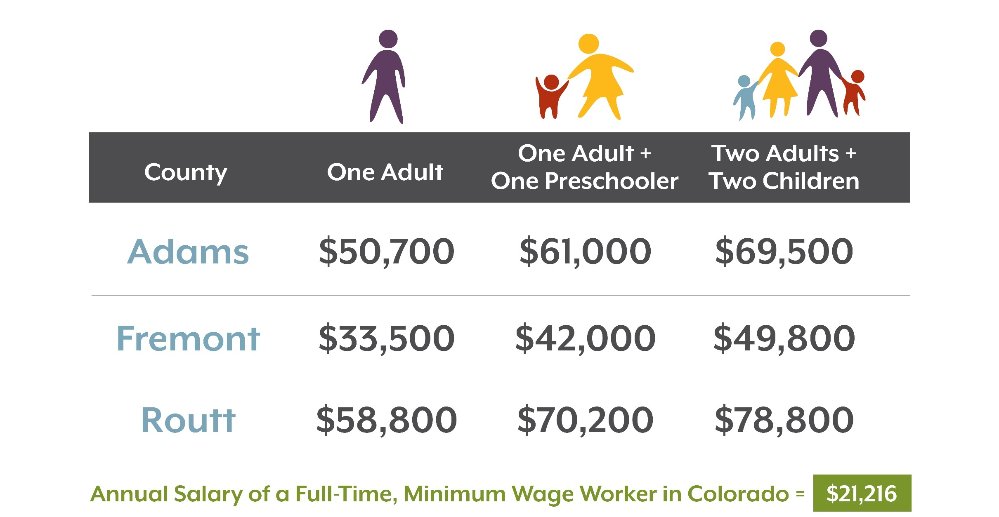 County One Adult One Adult + One Preschooler Two Adults + Two Children
Adams $50,700 $61,000 $69,500
Fremont $33,500 $42,000 $49,800
Routt $58,800 $70,200 $78,800
Annual Salary of a Full-Time, Minimum Wage Worker in Colorado = $21,216